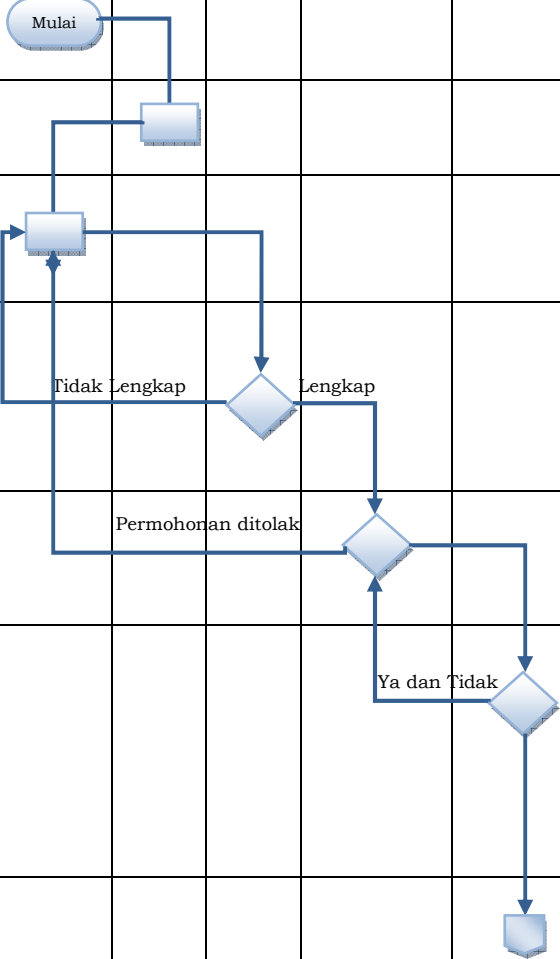 Mulai
Tidak Lengkap
Lengkap
Permohonan ditolak
Ya dan Tidak